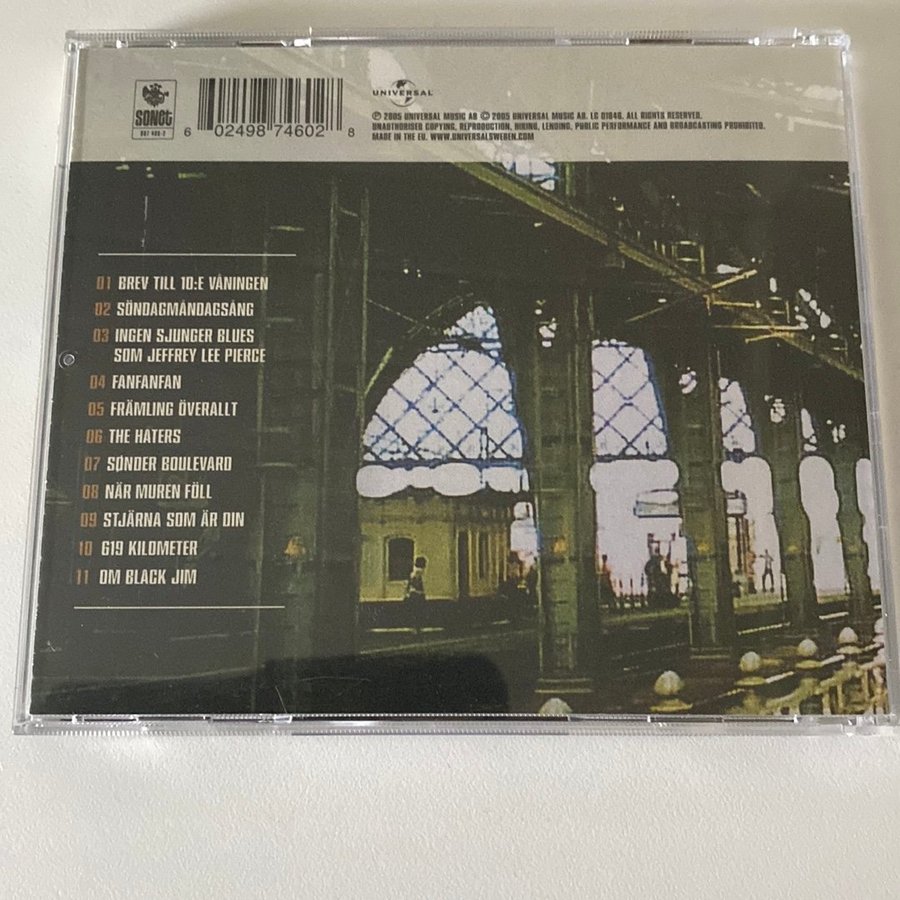 SONET
6 02498 74602 8
UNIVERSAL
℗ 2005 UNIVERSAL MUSIC AB © 2005 UNIVERSAL MUSIC AB. LC 01846. ALL RIGHTS RESERVED.
UNAUTHORISED COPYING, REPRODUCTION, HIRING, LENDING, PUBLIC PERFORMANCE AND BROADCASTING PROHIBITED.
MADE IN THE EU. WWW.UNIVERSALSWEDEN.COM
01 BREV TILL 10:E VÅNINGEN
02 SÖNDAGMÅNDAGSÅNG
03 INGEN SJUNGER BLUES
SOM JEFFREY LEE PIERCE
04 FANFANFAN
05 FRÄMLING ÖVERALLT
06 THE HATERS
07 SØNDER BOULEVARD
08 NÄR MUREN FÖLL
09 STJÄRNA SOM ÄR DIN
10 619 KILOMETER
11 OM BLACK JIM